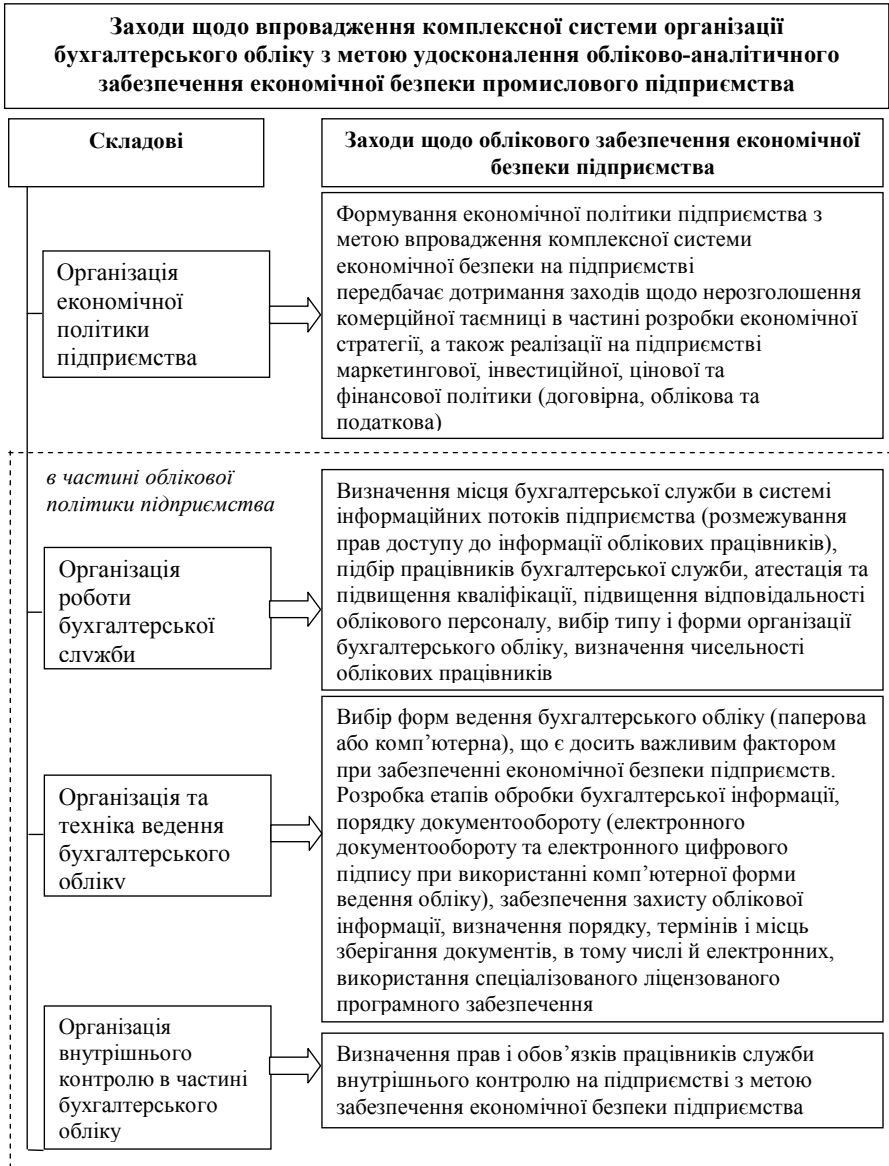 Заходи щодо впровадження комплексної системи організації
бухгалтерського обліку з метою удосконалення обліково-аналітичного
забезпечення економічної безпеки промислового підприємства
Складові
Заходи щодо облікового забезпечення економічної
безпеки підприємства
Організація
економічної
політики
підприємства
Формування економічної політики підприємства з
метою впровадження комплексної системи
економічної безпеки на підприємстві
передбачає дотримання заходів щодо нерозголошення
комерційної таємниці в частині розробки економічної
стратегії, а також реалізації на підприємстві
маркетингової, інвестиційної, цінової та
фінансової політики (договірна, облікова та
податкова)
в частині облікової
політики підприємства
Організація
роботи
бухгалтерської
служби
Визначення місця бухгалтерської служби в системі
інформаційних потоків підприємства (розмежування
прав доступу до інформації облікових працівників),
підбір працівників бухгалтерської служби, атестація та
підвищення кваліфікації, підвищення відповідальності
облікового персоналу, вибір типу і форми організації
бухгалтерського обліку, визначення чисельності
облікових працівників
Організація та
техніка ведення
бухгалтерського
обліку
Вибір форм ведення бухгалтерського обліку (паперова
або комп’ютерна), що є досить важливим фактором
при забезпеченні економічної безпеки підприємств.
Розробка етапів обробки бухгалтерської інформації,
порядку документообороту (електронного
документообороту та електронного цифрового
підпису при використанні комп’ютерної форми
ведення обліку), забезпечення захисту облікової
інформації, визначення порядку, термінів і місць
зберігання документів, в тому числі й електронних,
використання спеціалізованого ліцензованого
програмного забезпечення
Організація
внутрішнього
контролю в частині
бухгалтерського
обліку
Визначення прав і обов’язків працівників служби
внутрішнього контролю на підприємстві з метою
забезпечення економічної безпеки підприємства